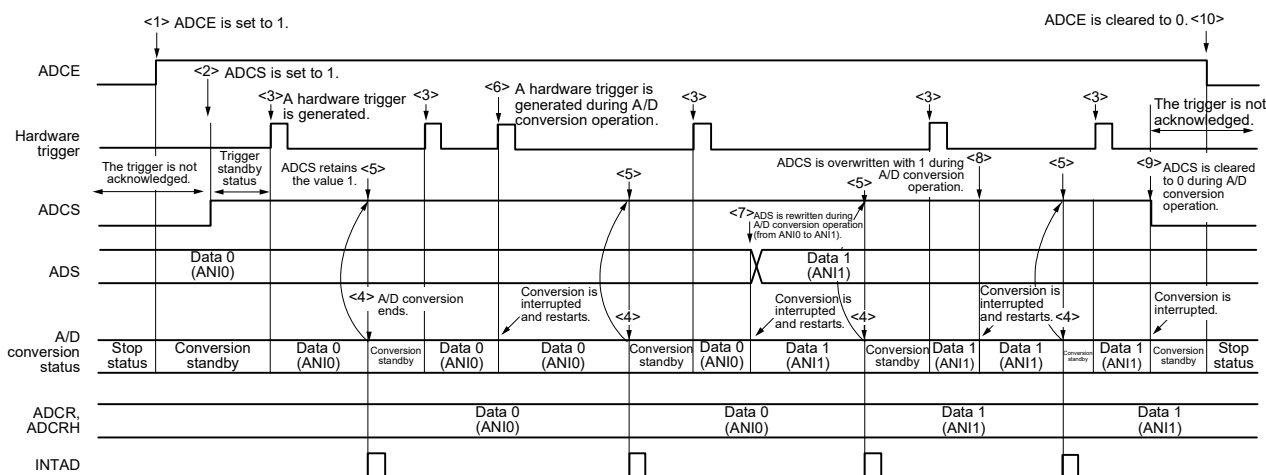 <1> ADCE is set to 1.
ADCE is cleared to 0. <10>
ADCE
<2> ADCS is set to 1.
<3> A hardware trigger
is generated.
<3>
<6> A hardware trigger is
generated during A/D
conversion operation.
<3>
<3>
<3>
The trigger is not
acknowledged.
Hardware
trigger
The trigger is not
acknowledged.
Trigger
standby
status
ADCS retains
the value 1.
<5>
<5>
ADCS is overwritten with 1 during
A/D conversion
operation.
<8>
<5>
<5>
<9> ADCS is cleared
to 0 during A/D
conversion
operation.
ADCS
<7> ADS is rewritten during
A/D conversion operation
(from ANI0 to ANI1).
ADS
Data 0
(ANI0)
Data 1
(ANI1)
<4> A/D conversion
ends.
Conversion is
interrupted
and restarts.
<4>
Conversion is
interrupted
and restarts.
<4>
Conversion is
interrupted
and restarts.
<4>
Conversion is
interrupted.
A/D
conversion
status
Stop
status
Conversion
standby
Data 0
(ANI0)
Conversion
standby
Data 0
(ANI0)
Data 0
(ANI0)
Conversion
standby
Data 0
(ANI0)
Data 1
(ANI1)
Conversion
standby
Data 1
(ANI1)
Data 1
(ANI1)
Conversion
standby
Data 1
(ANI1)
Conversion
standby
Stop
status
ADCR,
ADCRH
Data 0
(ANI0)
Data 0
(ANI0)
Data 1
(ANI1)
Data 1
(ANI1)
INTAD